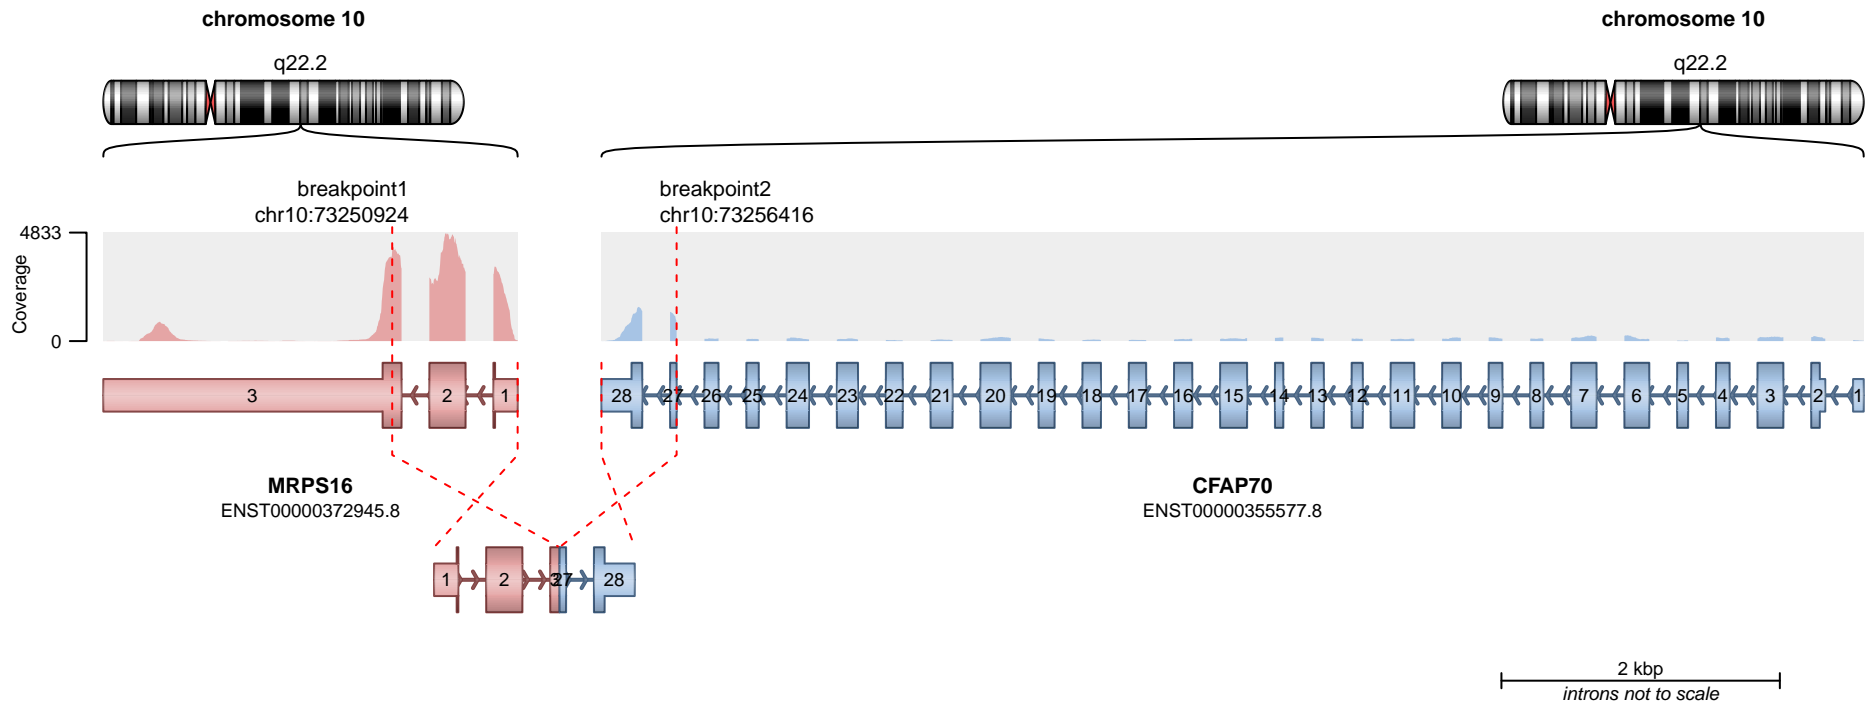 chromosome 10
chromosome 10
q22.2
q22.2
breakpoint1
chr10:73250924
breakpoint2
chr10:73256416
4833
Coverage
0
3 2 1
28 27 26 25 24 23 22 21 20 19 18 17 16 15 14 13 12 11 10 9 8 7 6 5 4 3 2 1
MRPS16
ENST00000372945.8
CFAP70
ENST00000355577.8
1 2 3 27 28
2 kbp
introns not to scale